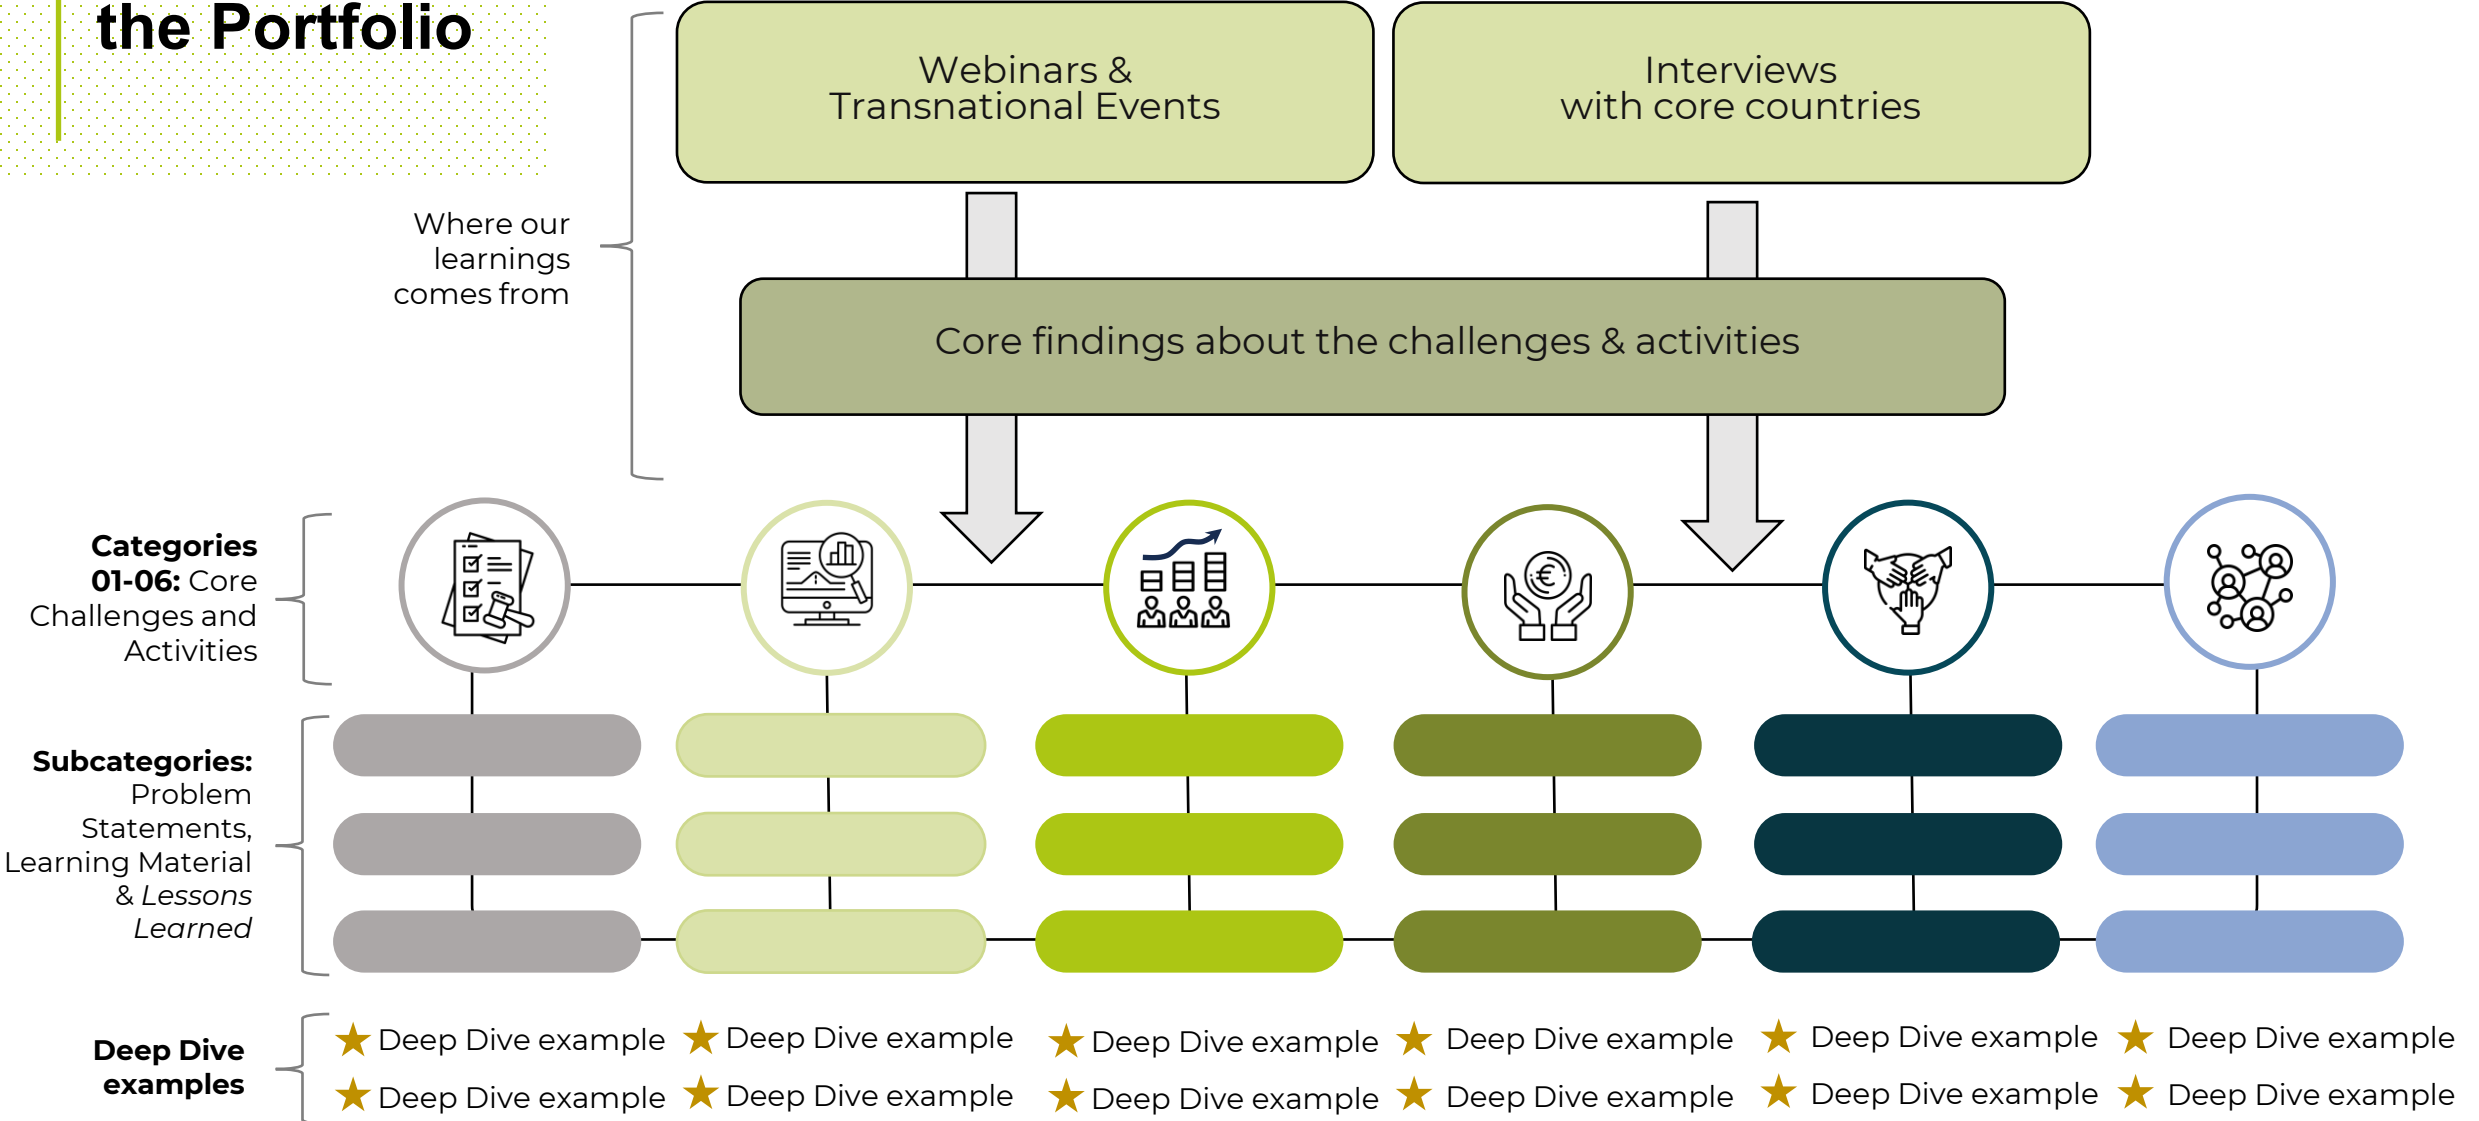 the Portfolio
Webinars &
Transnational Events
Interviews
with core countries
Where our
learnings
comes from
Core findings about the challenges & activities
Categories
01-06: Core
Challenges and
Activities
€
Subcategories:
Problem
Statements,
Learning Material
& Lessons
Learned
Deep Dive
examples
Deep Dive example
Deep Dive example
Deep Dive example
Deep Dive example
Deep Dive example
Deep Dive example
Deep Dive example
Deep Dive example
Deep Dive example
Deep Dive example
Deep Dive example
Deep Dive example